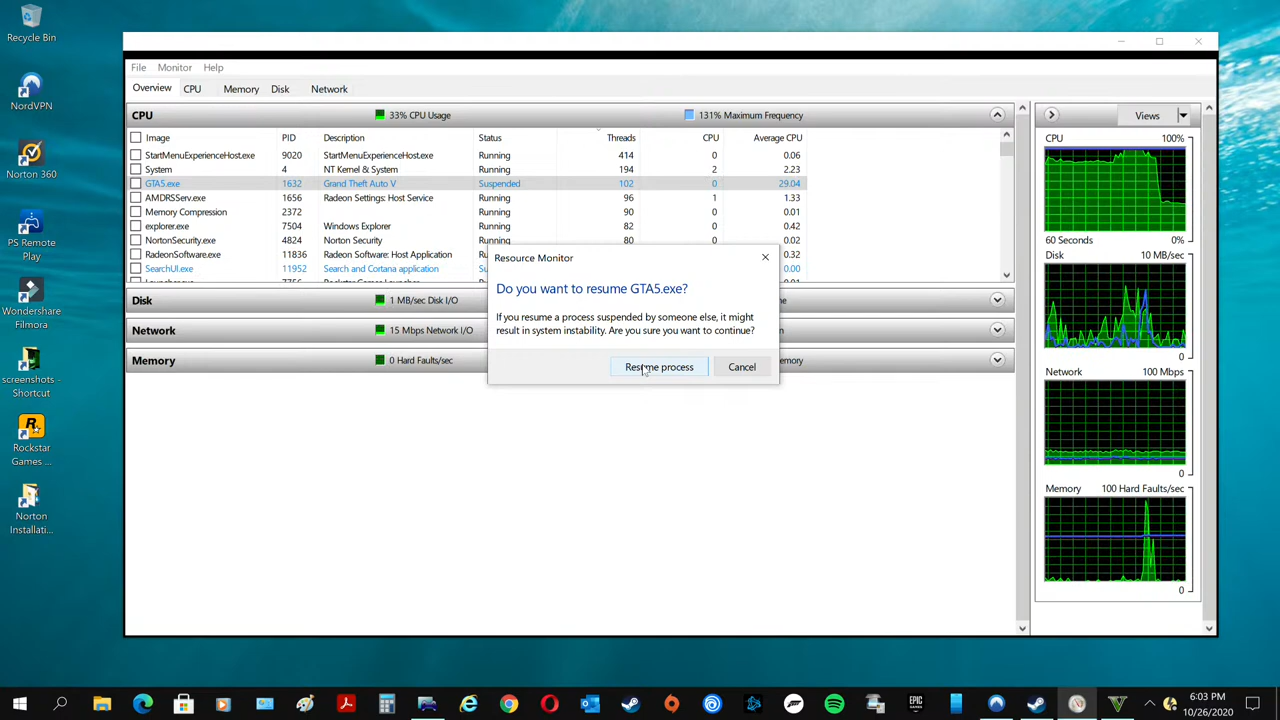 Recycle Bin
NordVPN
Norton 360
PS Remote
Play
Wondershare
Filmora
screenshots -
Shortcut
Rockstar
Games ...
Norton
Installati...
File Monitor Help
Overview CPU Memory Disk Network
CPU 33% CPU Usage 131% Maximum Frequency
Image PID Description Status Threads CPU Average CPU
StartMenuExperienceHost.exe 9020 StartMenuExperienceHost.exe Running 414 0 0.06
System 4 NT Kernel & System Running 194 2 2.23
GTA5.exe 1632 Grand Theft Auto V Suspended 102 0 29.04
AMDRSServ.exe 1656 Radeon Settings: Host Service Running 96 1 1.33
Memory Compression 2372 Running 90 0 0.01
explorer.exe 7504 Windows Explorer Running 82 0 0.42
NortonSecurity.exe 4824 Norton Security Running 80 0 0.02
RadeonSoftware.exe 11836 Radeon Software: Host Application 0.32
SearchUI.exe 11952 Search and Cortana application Su 0.00
Disk 1 MB/sec Disk I/O me
Network 15 Mbps Network I/O
Memory 0 Hard Faults/sec emory
Resource Monitor
Do you want to resume GTA5.exe?
If you resume a process suspended by someone else, it might
result in system instability. Are you sure you want to continue?
Resume process Cancel
Views
CPU 100%
60 Seconds 0%
Disk 10 MB/sec
0
Network 100 Mbps
0
Memory 100 Hard Faults/sec
0
EPIC
GAMES
6:03 PM
10/26/2020